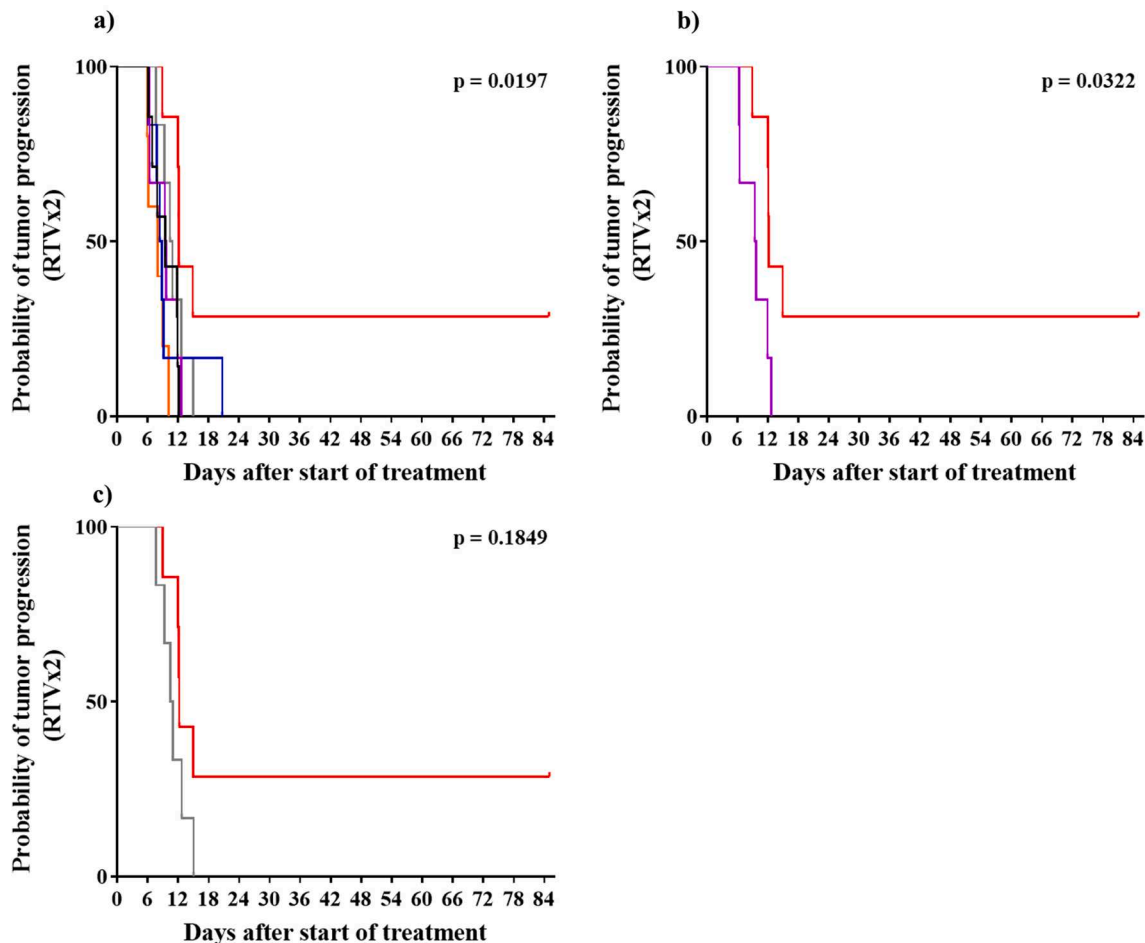 a)
Probability of tumor progression
(RTVx2)
100
50
0
p = 0.0197
0 6 12 18 24 30 36 42 48 54 60 66 72 78 84
Days after start of treatment
b)
Probability of tumor progression
(RTVx2)
100
50
0
p = 0.0322
0 6 12 18 24 30 36 42 48 54 60 66 72 78 84
Days after start of treatment
c)
Probability of tumor progression
(RTVx2)
100
50
0
p = 0.1849
0 6 12 18 24 30 36 42 48 54 60 66 72 78 84
Days after start of treatment